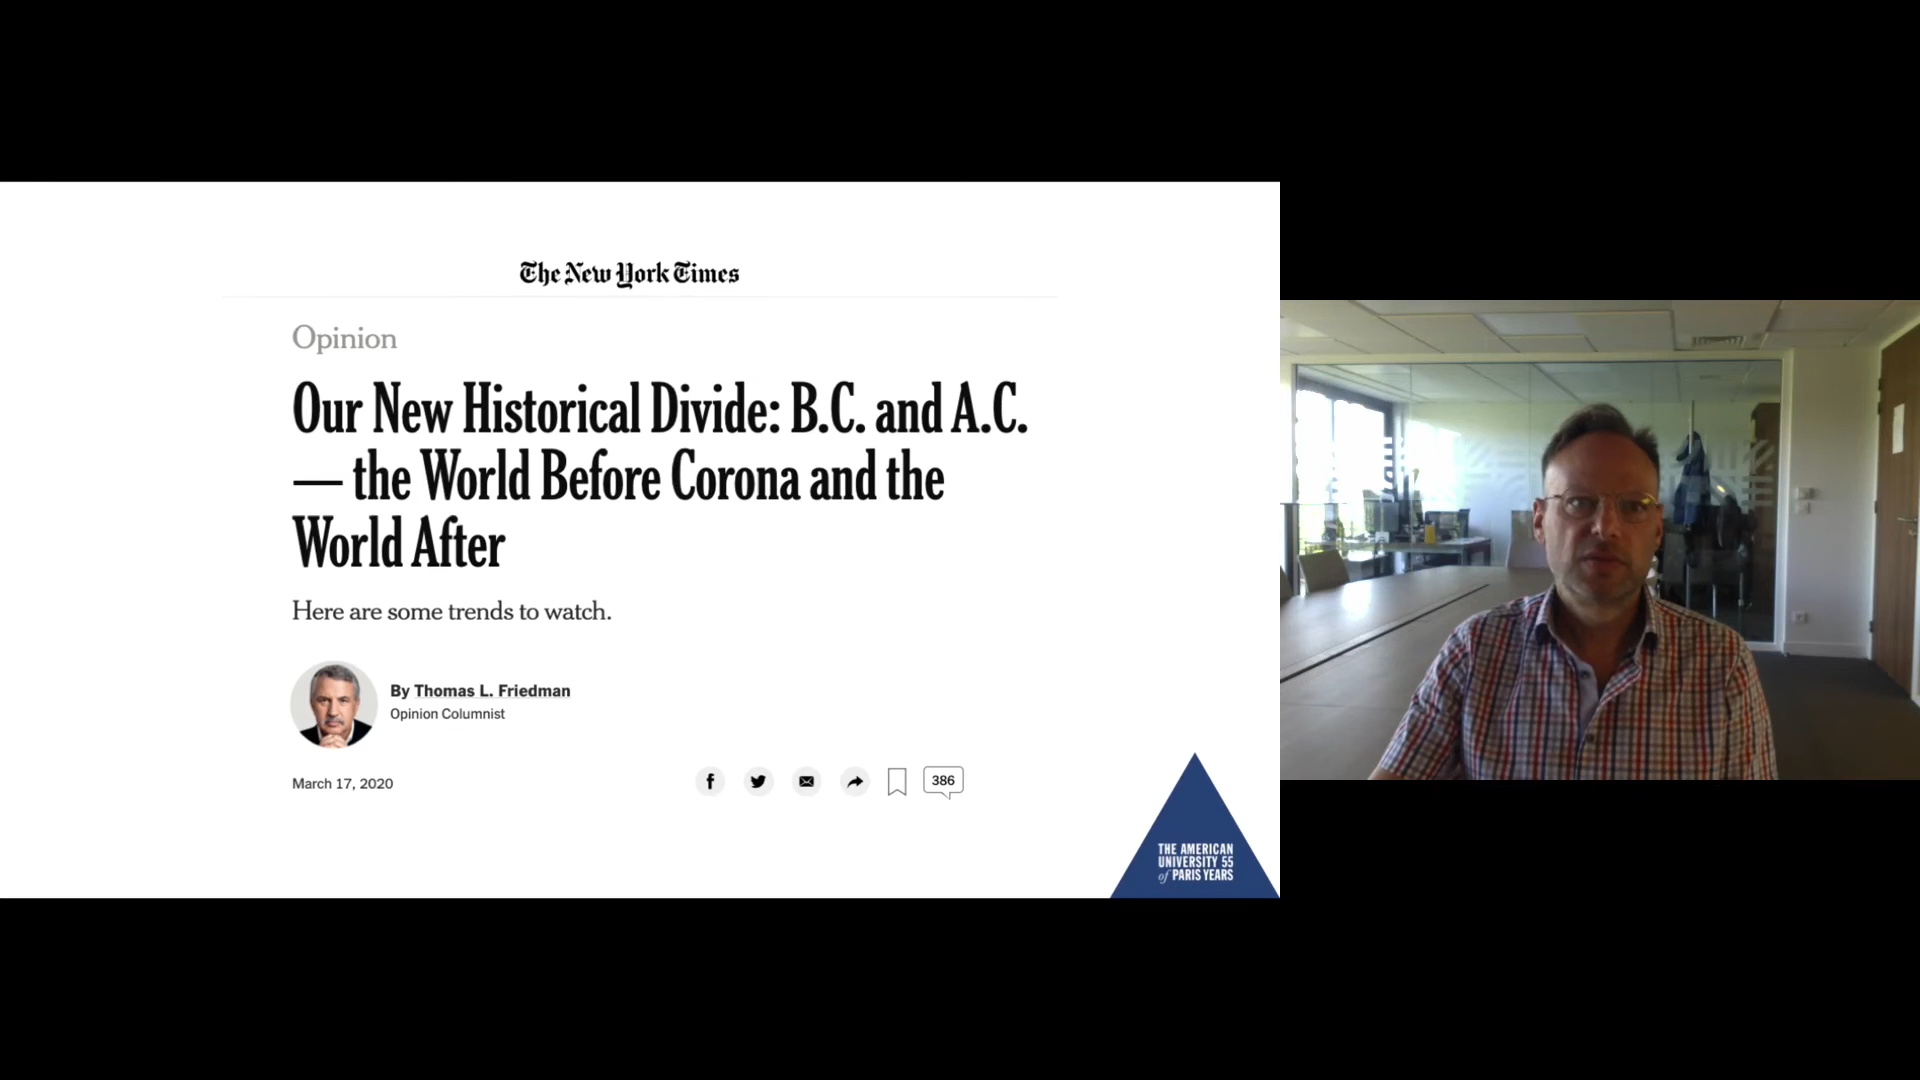 The New York Times
Opinion
Our New Historical Divide: B.C. and A.C.
— the World Before Corona and the
World After
Here are some trends to watch.
By Thomas L. Friedman
Opinion Columnist
March 17, 2020
386
THE AMERICAN
UNIVERSITY 55
of PARIS YEARS